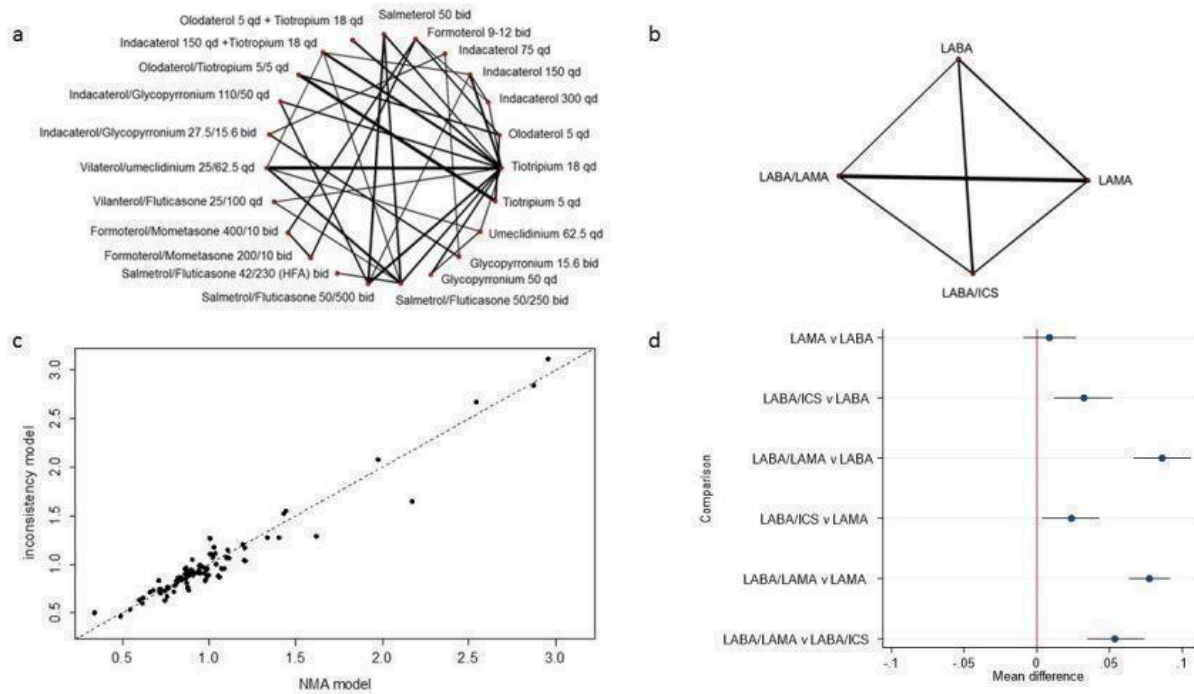 a
Olodaterol 5 qd + Tiotropium 18 qd
Indacaterol 150 qd +Tiotropium 18 qd
Olodaterol/Tiotropium 5/5 qd
Indacaterol/Glycopyrronium 110/50 qd
Indacaterol/Glycopyrronium 27.5/15.6 bid
Vilaterol/umeclidinium 25/62.5 qd
Vilanterol/Fluticasone 25/100 qd
Formoterol/Mometasone 400/10 bid
Formoterol/Mometasone 200/10 bid
Salmetrol/Fluticasone 42/230 (HFA) bid
Salmetrol/Fluticasone 50/500 bid
Salmeterol 50 bid
Formoterol 9-12 bid
Indacaterol 75 qd
Indacaterol 150 qd
Indacaterol 300 qd
Olodaterol 5 qd
Tiotripium 18 qd
Tiotripium 5 qd
Umeclidinium 62.5 qd
Glycopyrronium 15.6 bid
Glycopyrronium 50 qd
Salmetrol/Fluticasone 50/250 bid
b
LABA
LABA/LAMA
LAMA
LABA/ICS
c
inconsistency model
3.0
2.5
2.0
1.5
1.0
0.5
0.5 1.0 1.5 2.0 2.5 3.0
NMA model
d
Comparison
LAMA v LABA
LABA/ICS v LABA
LABA/LAMA v LABA
LABA/ICS v LAMA
LABA/LAMA v LAMA
LABA/LAMA v LABA/ICS
-.1 -.05 0 .05 .1
Mean difference